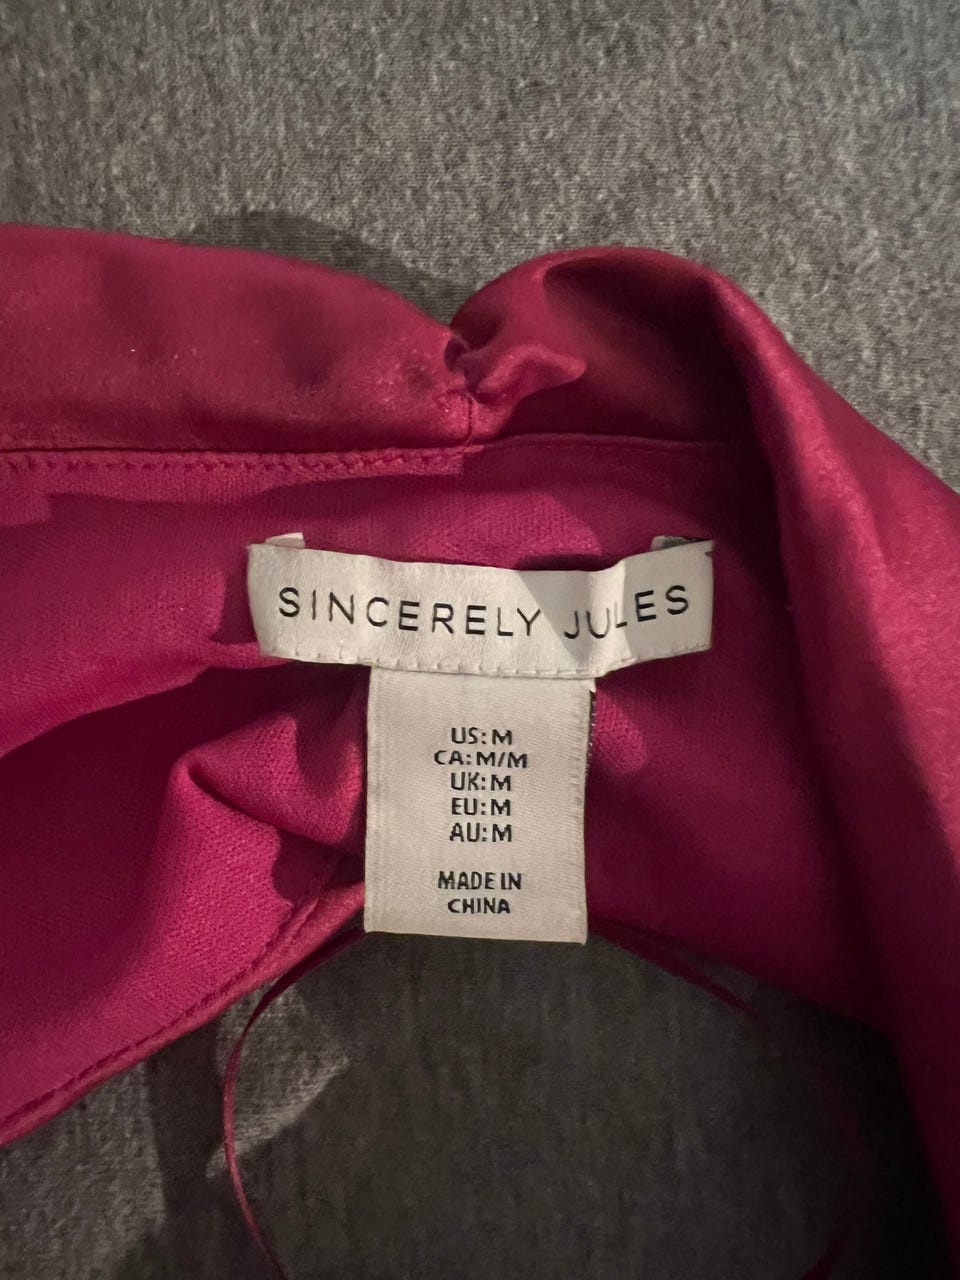 SINCERELY JULES
US: M
CA: M/M
UK: M
EU: M
AU: M
MADE IN
CHINA